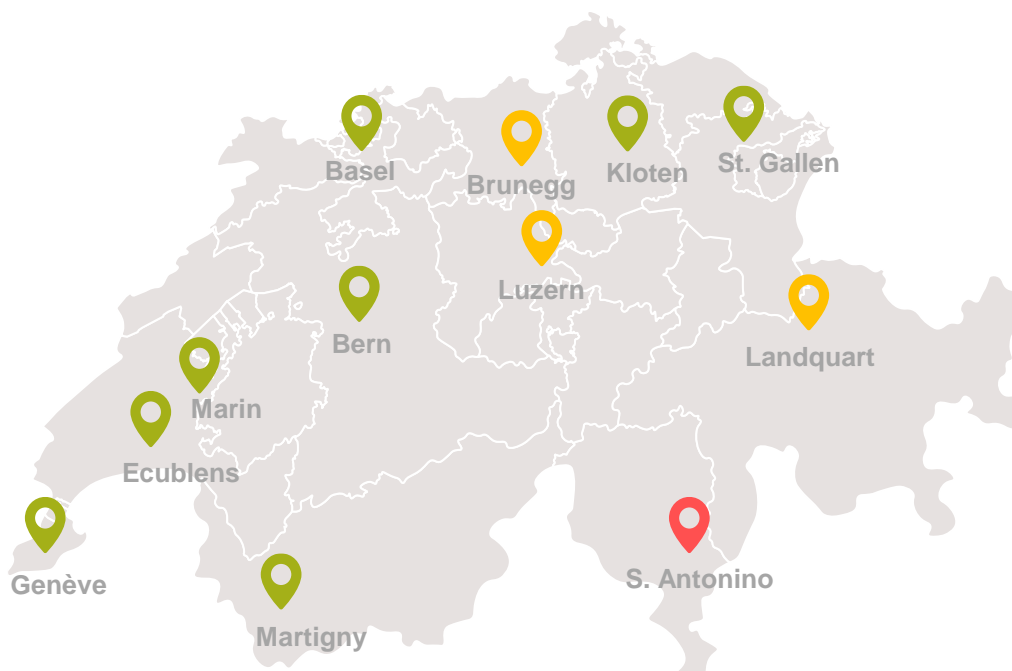 Basel
Brunegg
Kloten
St. Gallen
Luzern
Bern
Landquart
Marin
Ecublens
Genève
S. Antonino
Martigny